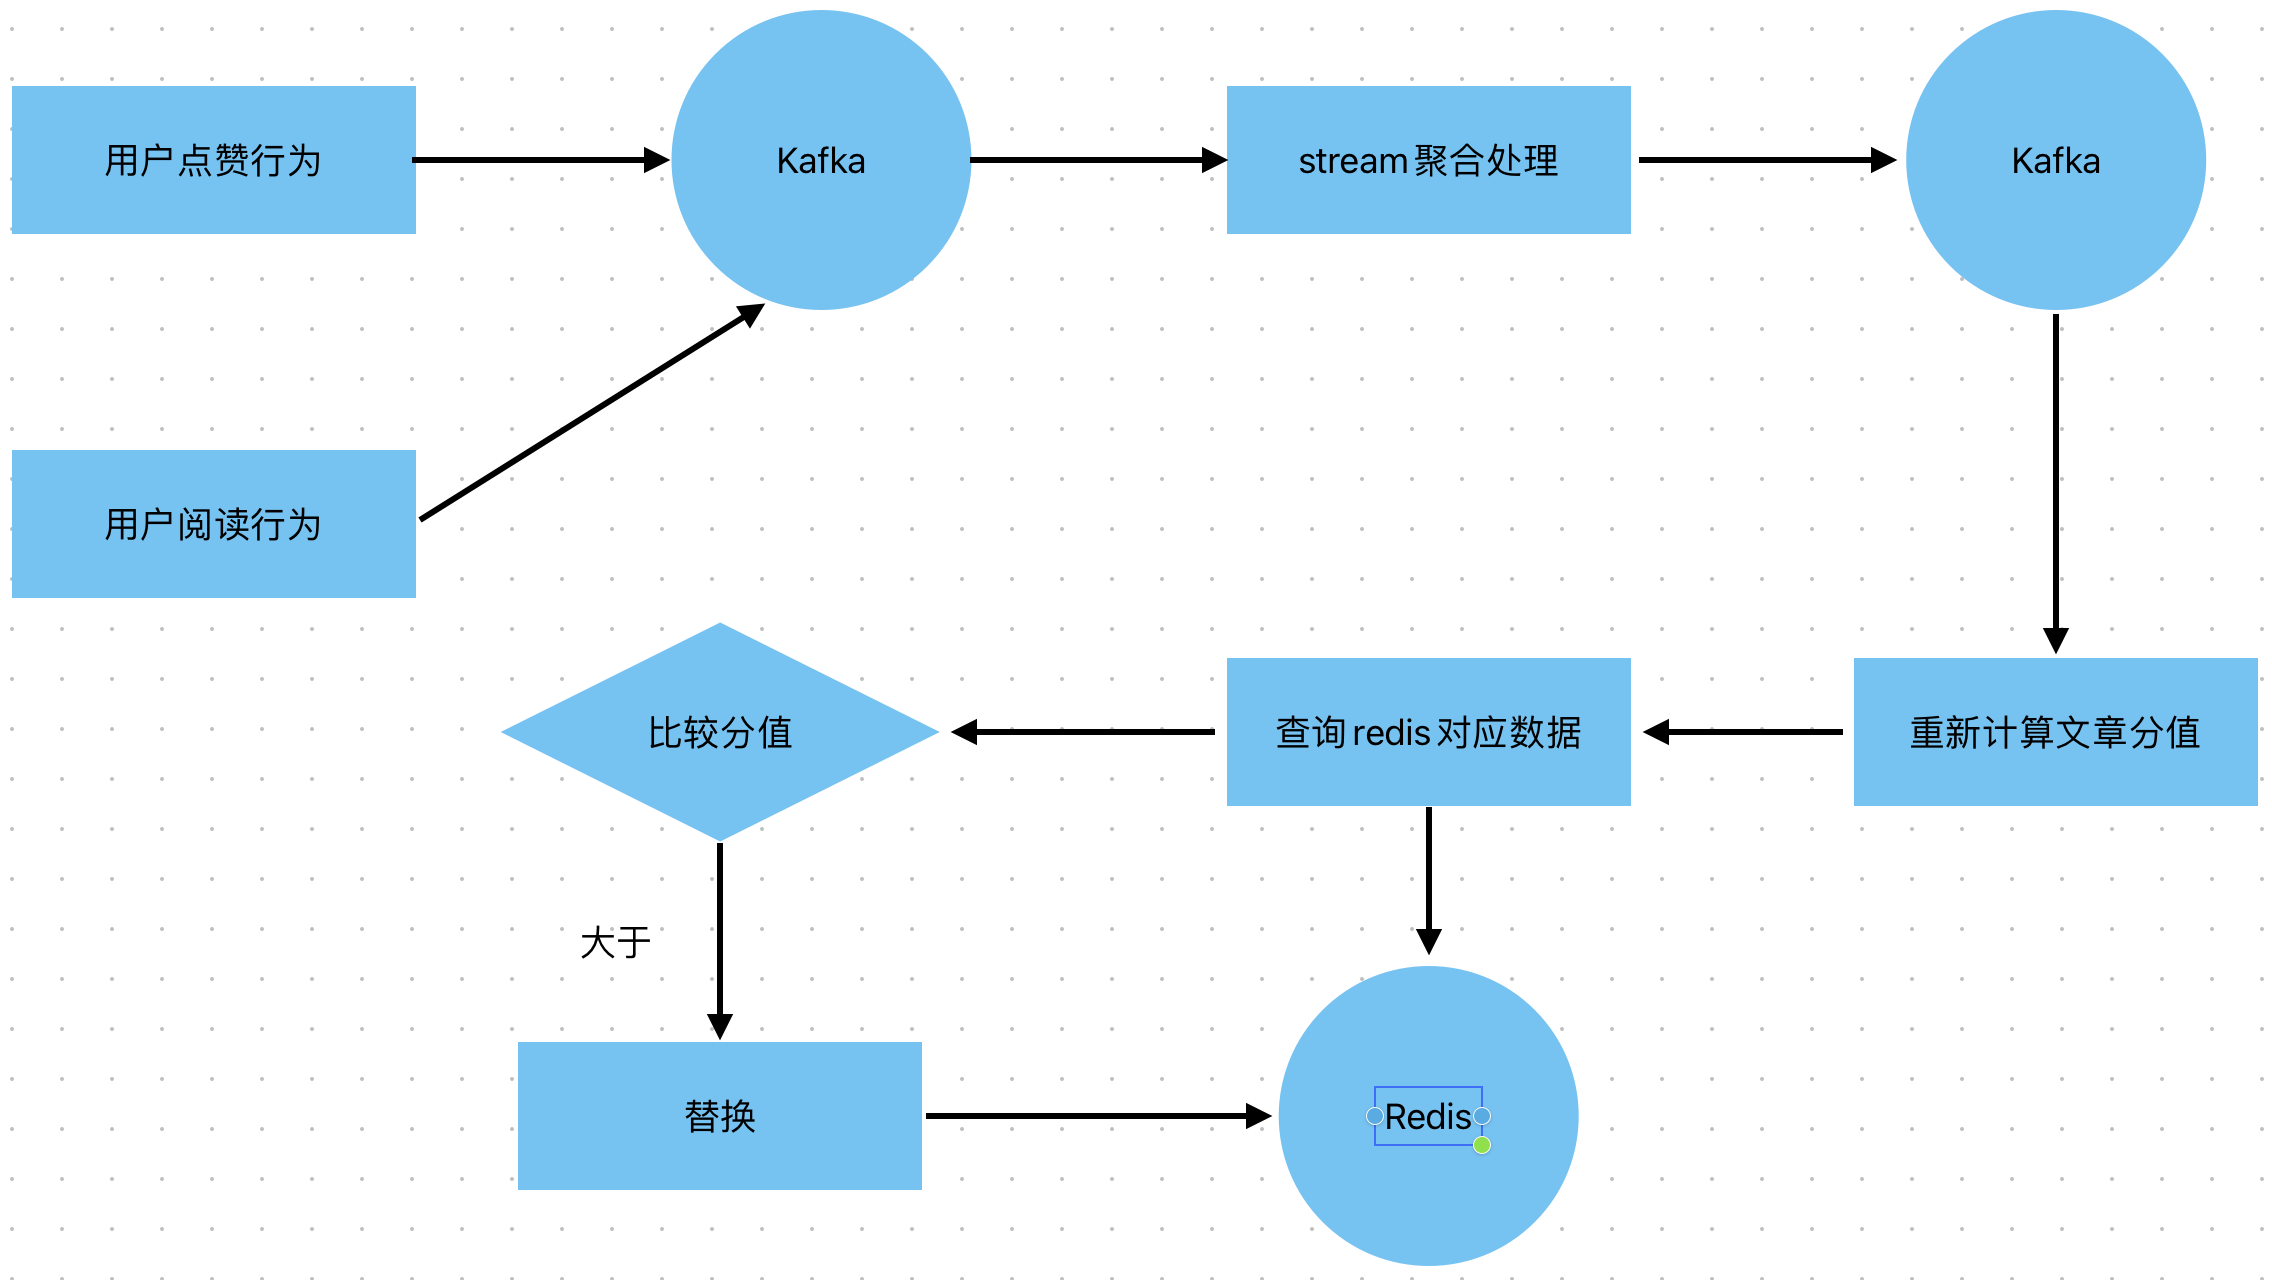 用户点赞行为
Kafka
stream聚合处理
Kafka
用户阅读行为
比较分值
查询redis对应数据
重新计算文章分值
大于
替换
Redis